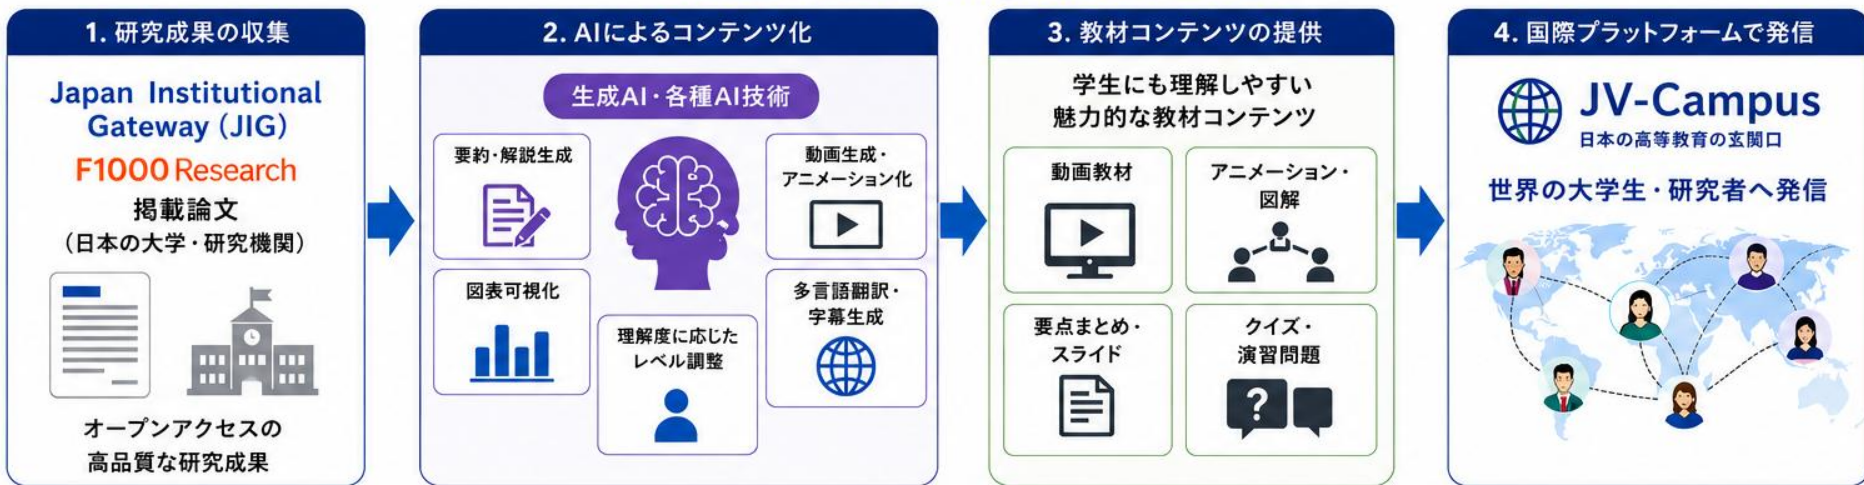 1. 研究成果の収集
Japan Institutional
Gateway (JIG)
F1000 Research
掲載論文
(日本の大学・研究機関)
オープンアクセスの
高品質な研究成果
2. AIによるコンテンツ化
生成AI・各種AI技術
要約・解説生成
動画生成・
アニメーション化
図表可視化
理解度に応じた
レベル調整
多言語翻訳・
字幕生成
3. 教材コンテンツの提供
学生にも理解しやすい
魅力的な教材コンテンツ
動画教材
アニメーション・
図解
要点まとめ・
スライド
クイズ・
演習問題
?
4. 国際プラットフォームで発信
JV-Campus
日本の高等教育の玄関口
世界の大学生・研究者へ発信